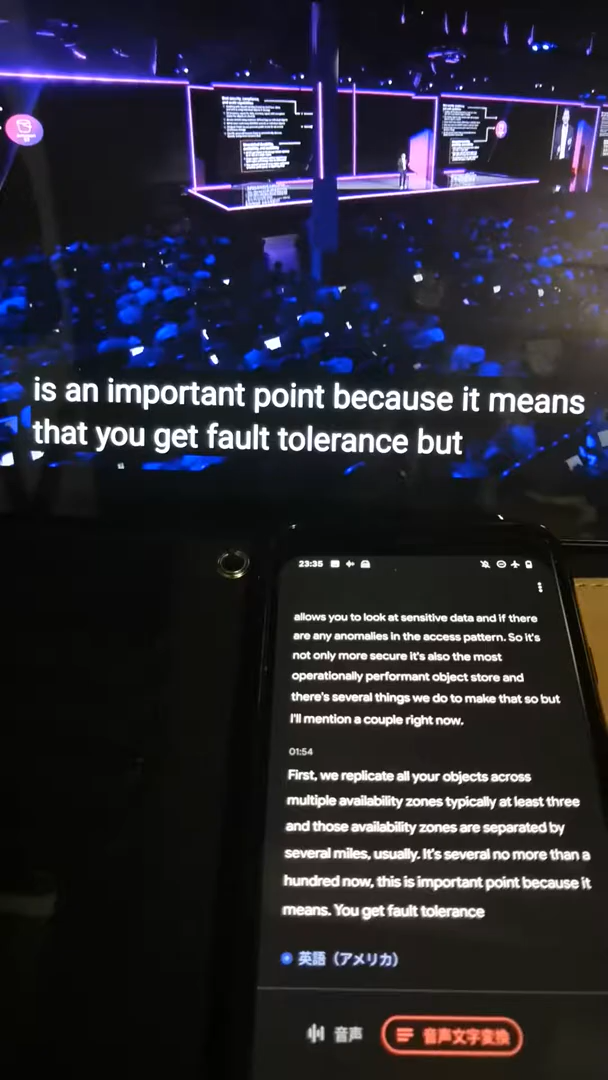 is an important point because it means
that you get fault tolerance but
23:35
allows you to look at sensitive data and if there
are any anomalies in the access pattern. So it's
not only more secure it's also the most
operationally performant object store and
there's several things we do to make that so but
I'll mention a couple right now.
01:54
First, we replicate all your objects across
multiple availability zones typically at least three
and those availability zones are separated by
several miles, usually. It's several no more than a
hundred now, this is important point because it
means. You get fault tolerance
英語（アメリカ）
音声
音声文字変換